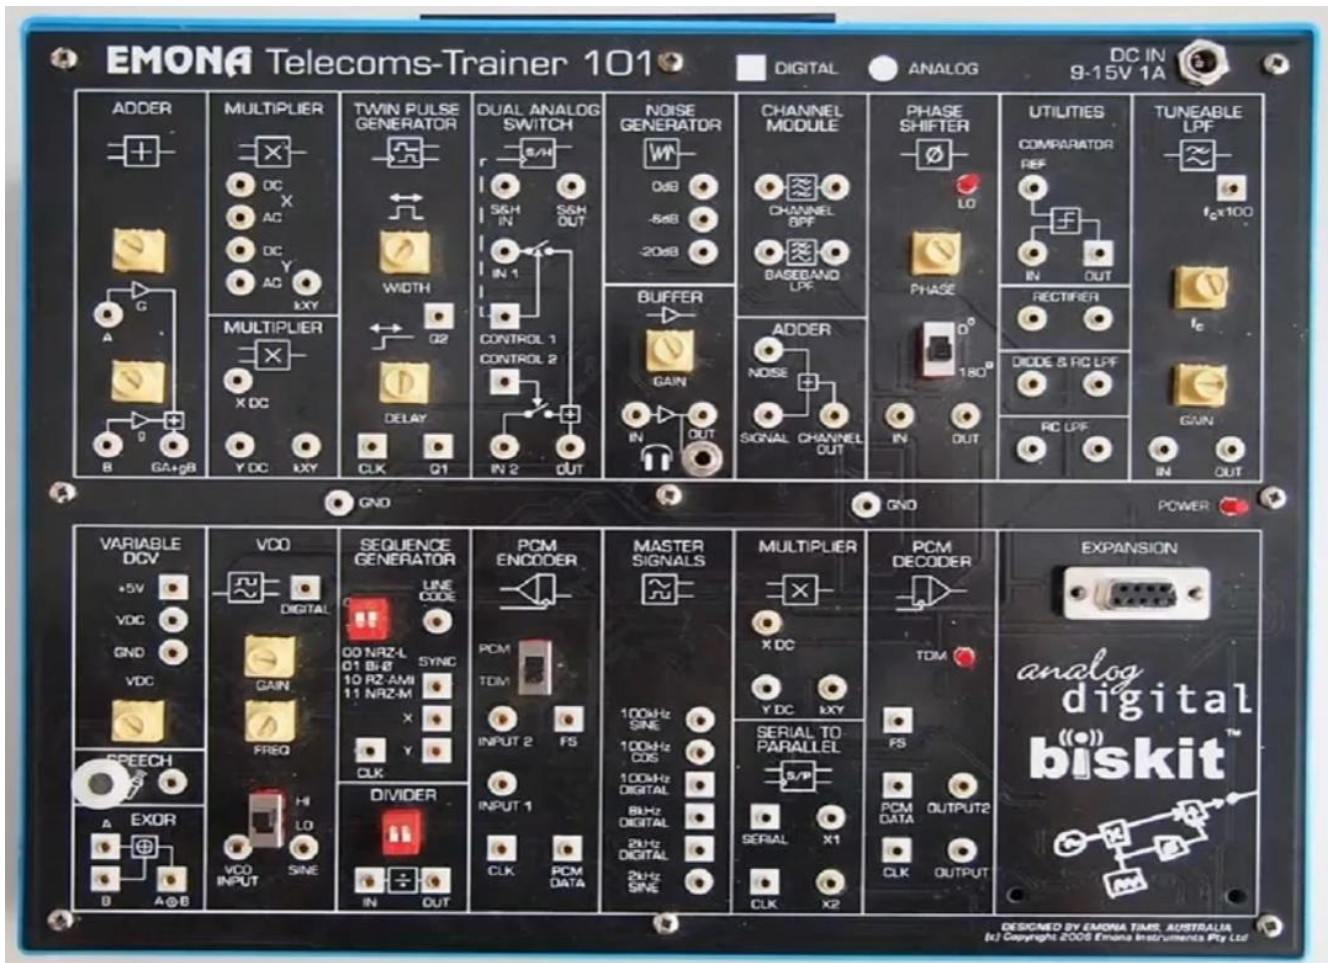 EMONA Telecoms-Trainer 101
DIGITAL
ANALOG
DC IN
9-15V 1A
ADDER
A
G
B
g
GA+gB
MULTIPLIER
DC
X
AC
DC
Y
AC
kXY
MULTIPLIER
X DC
Y DC
kXY
TWIN PULSE
GENERATOR
WIDTH
Q2
DELAY
CLK
Q1
DUAL ANALOG
SWITCH
S/H
S&H
IN
S&H
OUT
IN 1
CONTROL 1
CONTROL 2
IN 2
OUT
NOISE
GENERATOR
0dB
-6dB
-20dB
BUFFER
GAIN
IN
OUT
CHANNEL
MODULE
CHANNEL
BPF
BASEBAND
LPF
ADDER
NOISE
SIGNAL
CHANNEL
OUT
PHASE
SHIFTER
LO
PHASE
0°
180°
IN
OUT
UTILITIES
COMPARATOR
REF
IN
OUT
RECTIFIER
DIODE & RC LPF
RC LPF
TUNEABLE
LPF
fc x100
fc
GAIN
IN
OUT
GND
GND
POWER
VARIABLE
DCV
+5V
VDC
GND
VDC
SPEECH
EXOR
A
B
A⊕B
VCO
DIGITAL
GAIN
FREQ
HI
LO
VCO
INPUT
SINE
SEQUENCE
GENERATOR
LINE
CODE
00 NRZ-L
01 Bi-Ø
10 RZ-AMI
11 NRZ-M
SYNC
X
Y
CLK
DIVIDER
IN
OUT
PCM
ENCODER
PCM
TDM
INPUT 2
FS
INPUT 1
CLK
PCM
DATA
MASTER
SIGNALS
100kHz
SINE
100kHz
COS
100kHz
DIGITAL
8kHz
DIGITAL
2kHz
DIGITAL
2kHz
SINE
MULTIPLIER
X DC
Y DC
kXY
SERIAL TO
PARALLEL
S/P
SERIAL
X1
CLK
X2
PCM
DECODER
TDM
FS
PCM
DATA
OUTPUT2
CLK
OUTPUT
EXPANSION
analog
digital
biskit™
DESIGNED BY EMONA TIMS, AUSTRALIA
(c) Copyright 2006 Emona Instruments Pty Ltd